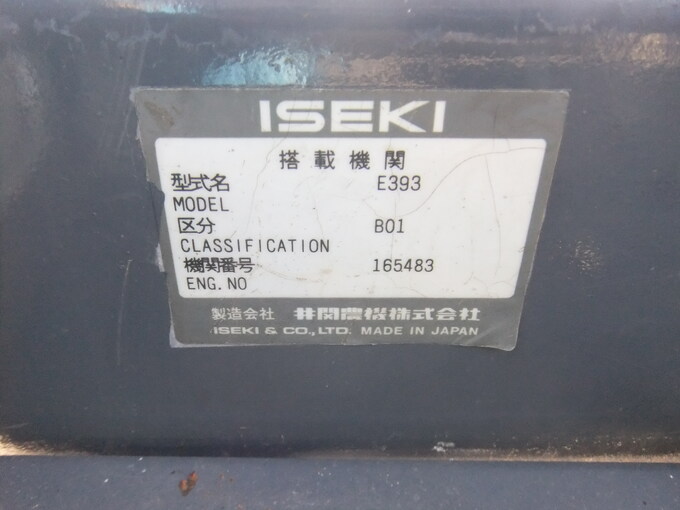 ISEKI
搭載機関
型式名 E393
MODEL
区分 B01
CLASSIFICATION
機関番号 165483
ENG. NO
製造会社 井関農機株式会社
ISEKI & CO., LTD. MADE IN JAPAN